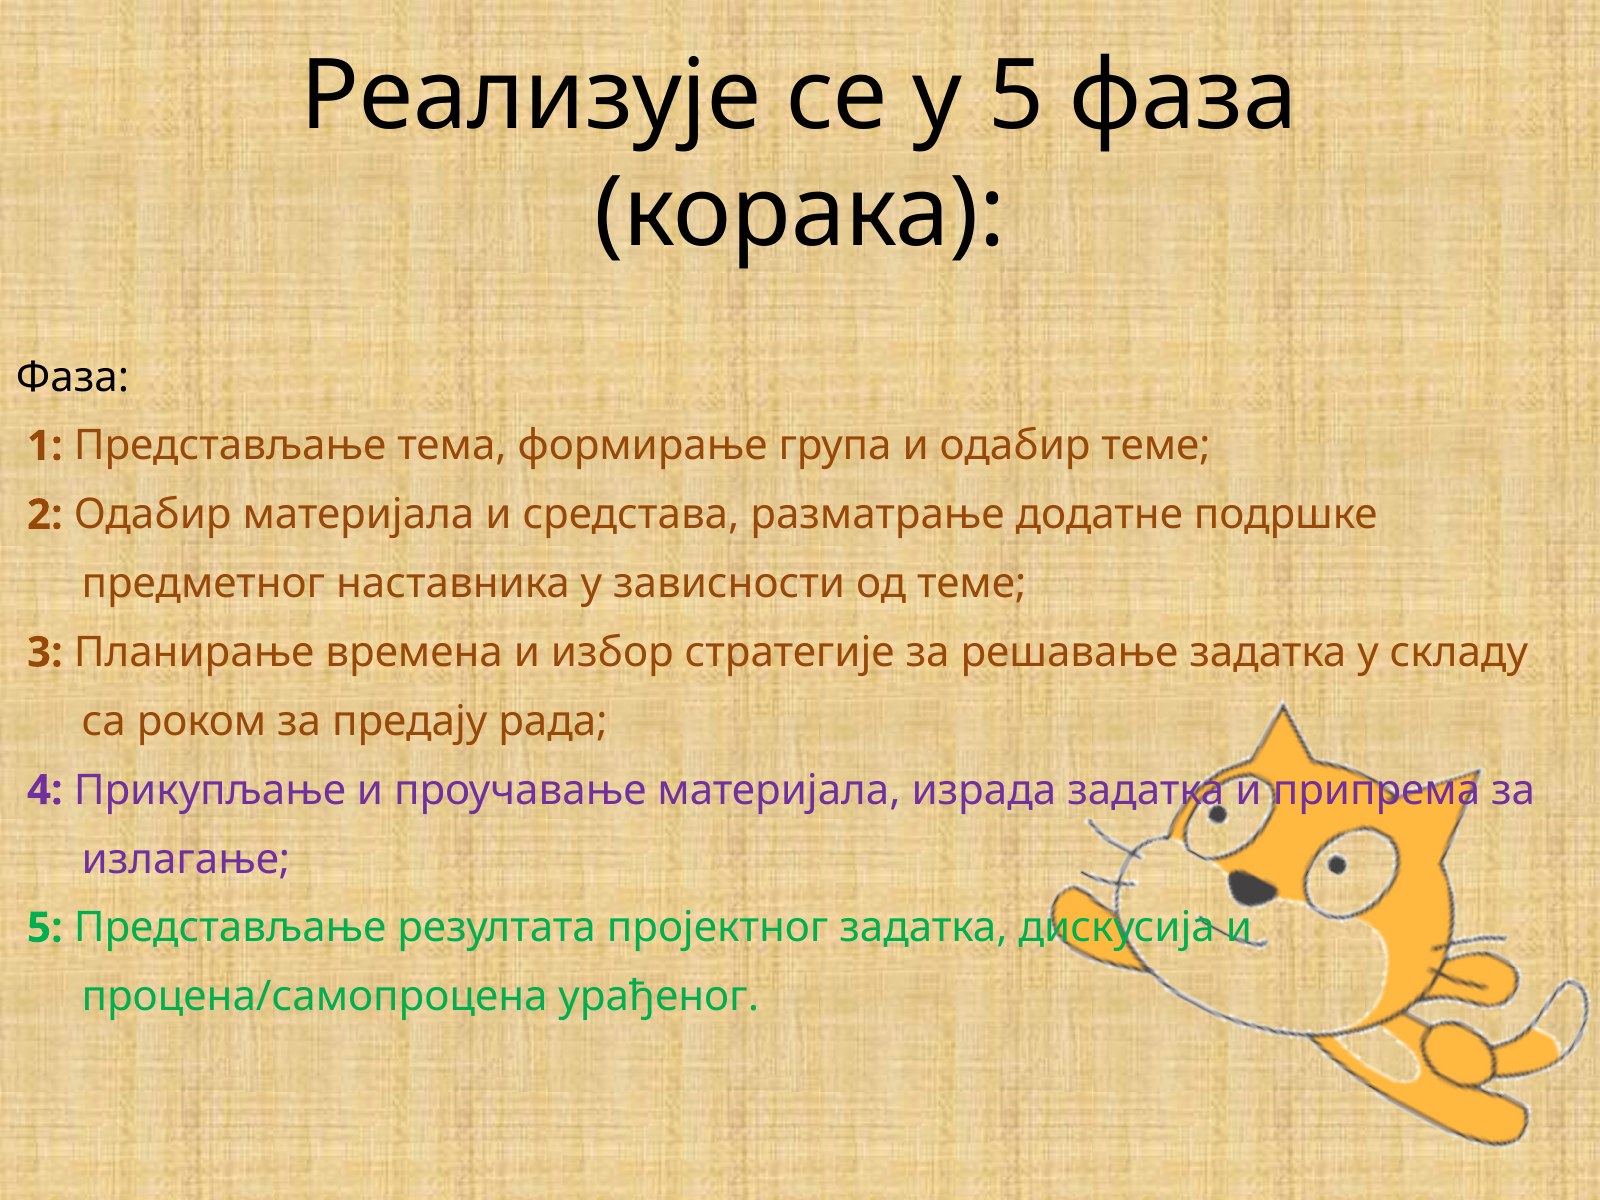 Реализује се у 5 фаза
(корака):
Фаза:
1: Представљање тема, формирање група и одабир теме;
2: Одабир материјала и средстава, разматрање додатне подршке
предметног наставника у зависности од теме;
3: Планирање времена и избор стратегије за решавање задатка у складу
са роком за предају рада;
4: Прикупљање и проучавање материјала, израда задатка и припрема за
излагање;
5: Представљање резултата пројектног задатка, дискусија и
процена/самопроцена урађеног.